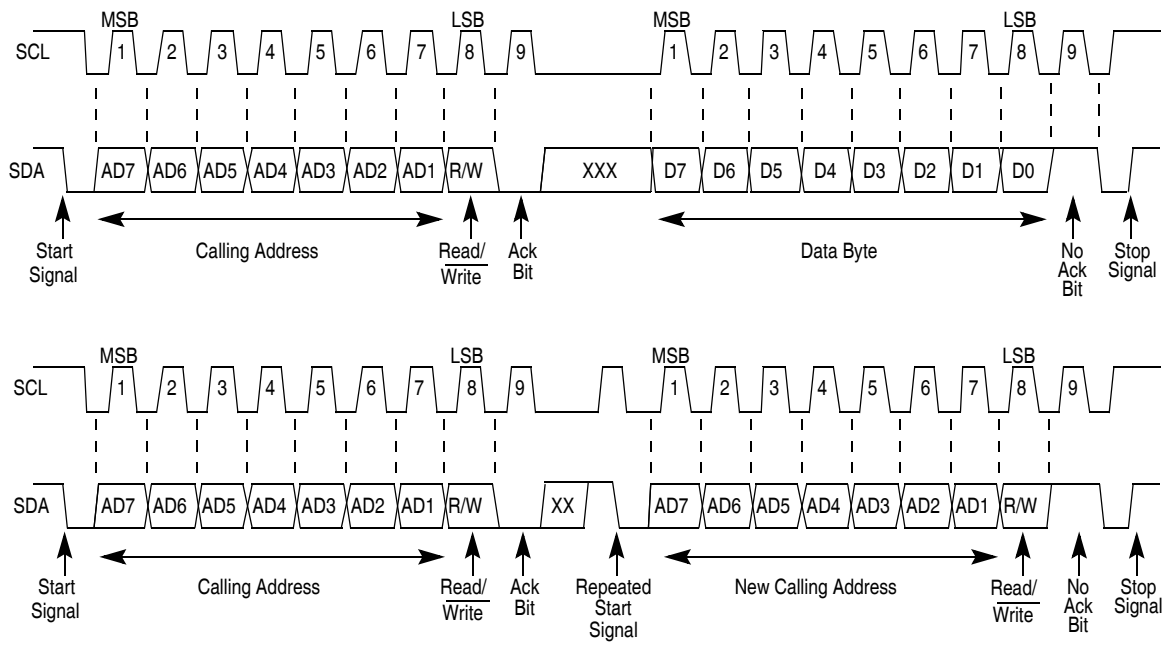 MSB LSB MSB LSB
SCL 1 2 3 4 5 6 7 8 9 1 2 3 4 5 6 7 8 9
SDA AD7 AD6 AD5 AD4 AD3 AD2 AD1 R/W XXX D7 D6 D5 D4 D3 D2 D1 D0
Start Calling Address Read/ Ack Data Byte No Stop
Signal Write Bit Ack Signal
Bit
MSB LSB MSB LSB
SCL 1 2 3 4 5 6 7 8 9 1 2 3 4 5 6 7 8 9
SDA AD7 AD6 AD5 AD4 AD3 AD2 AD1 R/W XX AD7 AD6 AD5 AD4 AD3 AD2 AD1 R/W
Start Calling Address Read/ Ack Repeated New Calling Address Read/ No Stop
Signal Write Bit Start Write Ack Signal
Signal Bit